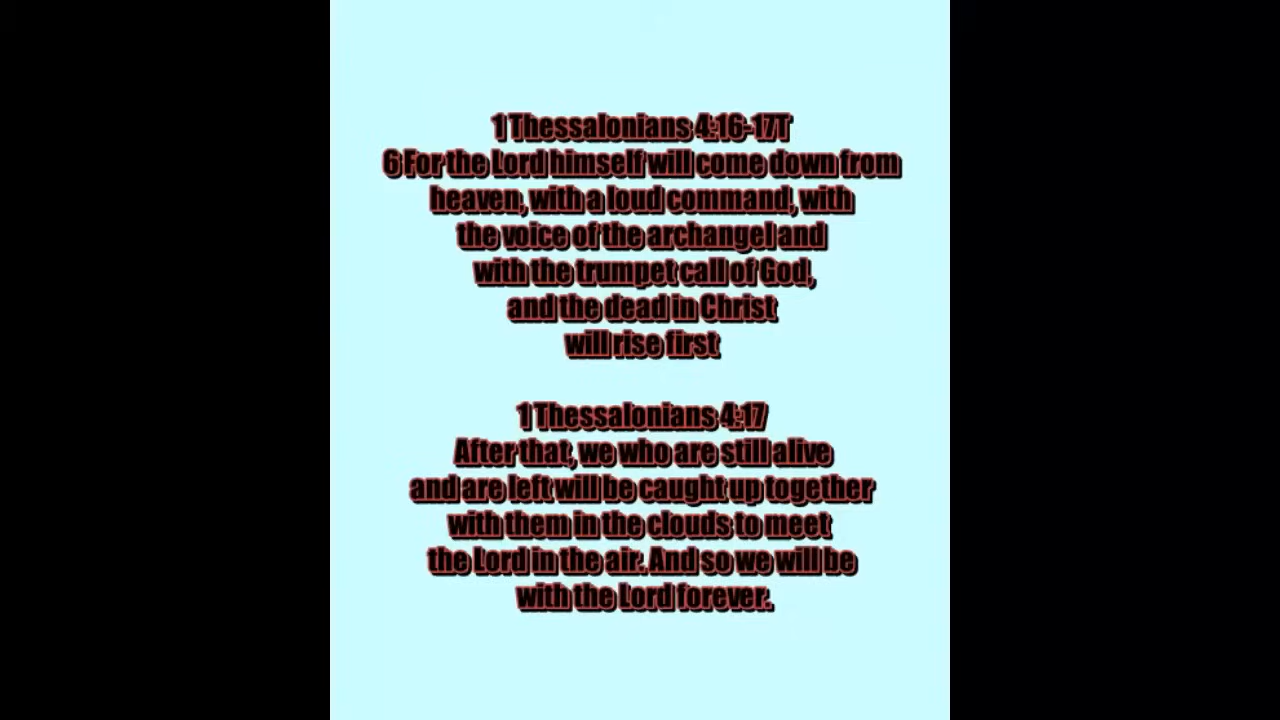 1 Thessalonians 4:16-17T
6 For the Lord himself will come down from
heaven, with a loud command, with
the voice of the archangel and
with the trumpet call of God,
and the dead in Christ
will rise first
1 Thessalonians 4:17
After that, we who are still alive
and are left will be caught up together
with them in the clouds to meet
the Lord in the air. And so we will be
with the Lord forever.